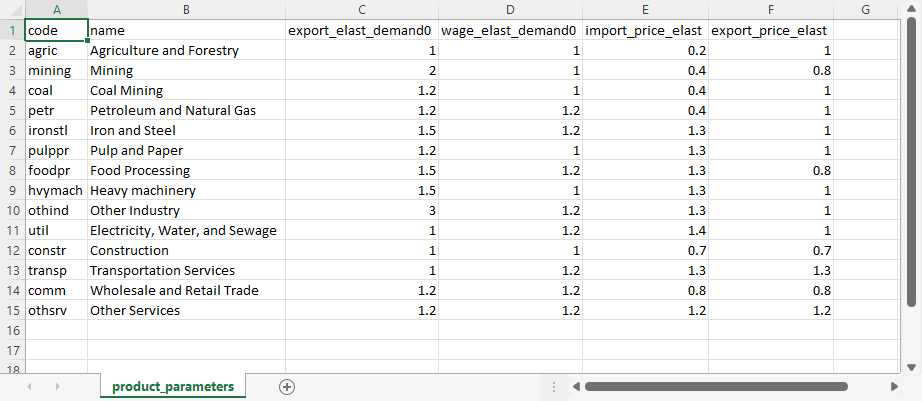 A B C D E F G
1 code name export_elast_demand0 wage_elast_demand0 import_price_elast export_price_elast
2 agric Agriculture and Forestry 1 1 0.2 1
3 mining Mining 2 1 0.4 0.8
4 coal Coal Mining 1.2 1 0.4 1
5 petr Petroleum and Natural Gas 1.2 1.2 0.4 1
6 ironstl Iron and Steel 1.5 1.2 1.3 1
7 pulppr Pulp and Paper 1.2 1 1.3 1
8 foodpr Food Processing 1.5 1.2 1.3 0.8
9 hvymach Heavy machinery 1.5 1 1.3 1
10 othind Other Industry 3 1.2 1.3 1
11 util Electricity, Water, and Sewage 1 1.2 1.4 1
12 constr Construction 1 1 0.7 0.7
13 transp Transportation Services 1 1.2 1.3 1.3
14 comm Wholesale and Retail Trade 1.2 1.2 0.8 0.8
15 othsrv Other Services 1.2 1.2 1.2 1.2
16
17
18
product_parameters